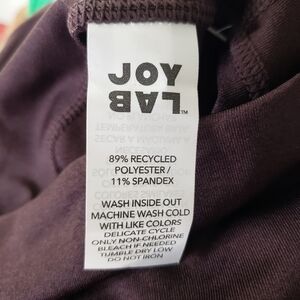 JOY
LAB™
89% RECYCLED
POLYESTER /
11% SPANDEX
WASH INSIDE OUT
MACHINE WASH COLD
WITH LIKE COLORS
DELICATE CYCLE
ONLY NON-CHLORINE
BLEACH IF NEEDED
TUMBLE DRY LOW
DO NOT IRON